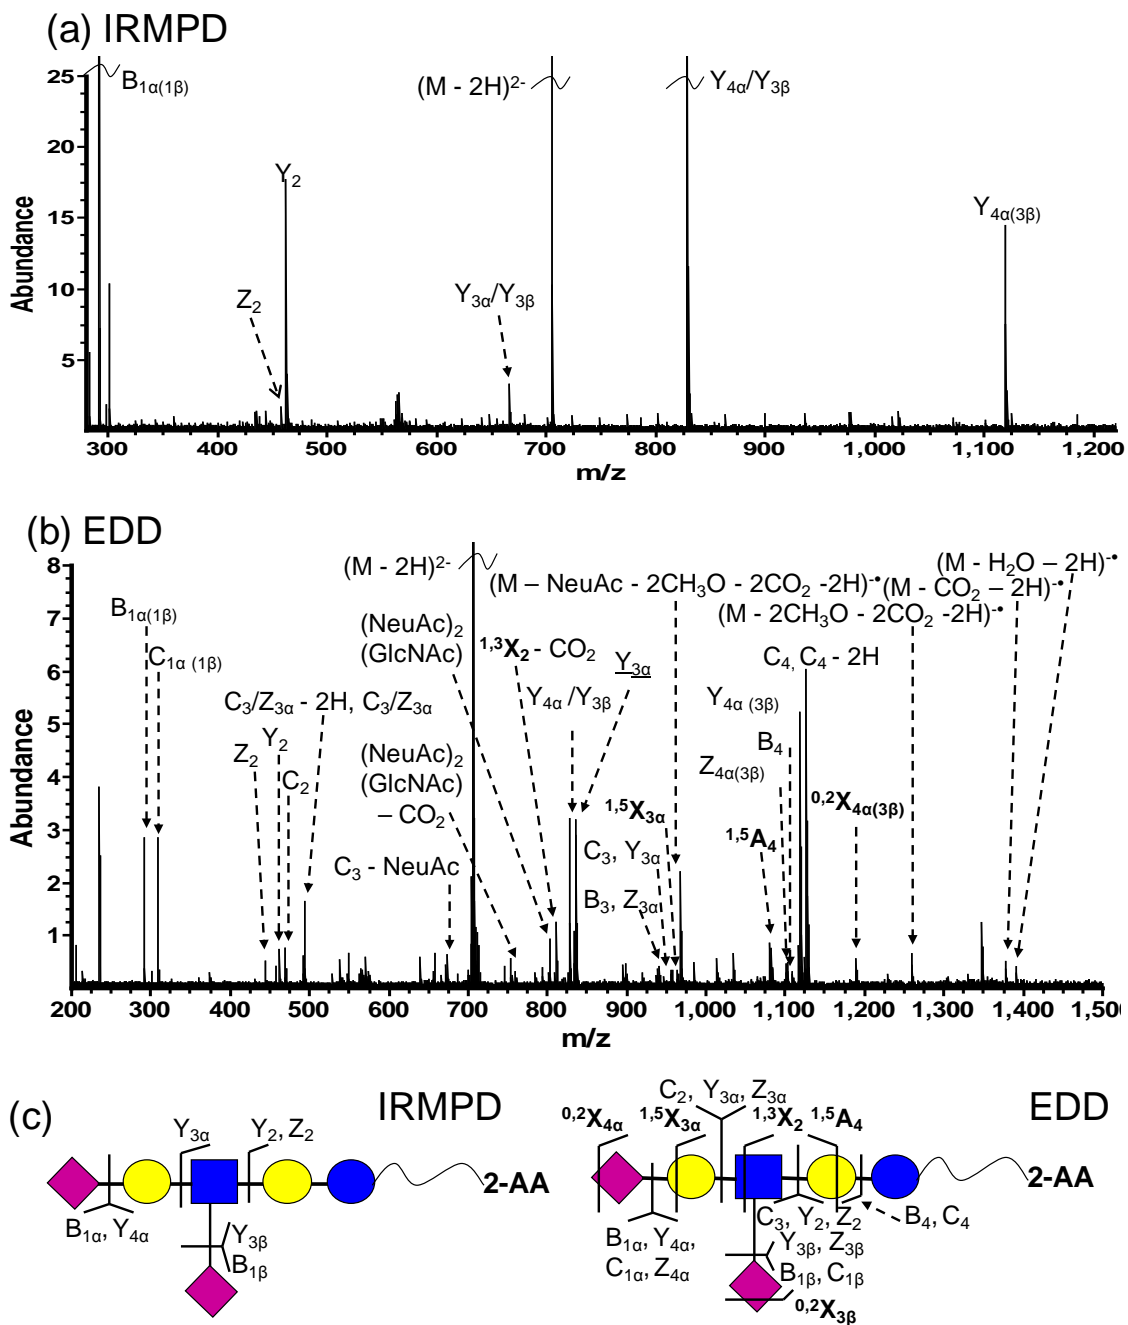 (a) IRMPD
25
20
15
10
5
Abundance
B1α(1β)
(M - 2H)2-
Y4α/Y3β
Y2
Z2
Y3α/Y3β
Y4α(3β)
300 400 500 600 700 800 900 1,000 1,100 1,200
m/z
(b) EDD
8
7
6
5
4
3
2
1
Abundance
(M - 2H)2-
(M - H2O – 2H)-•
(M – NeuAc - 2CH3O - 2CO2 -2H)-•
(M - CO2 – 2H)-•
(M - 2CH3O - 2CO2 -2H)-•
B1α(1β)
C1α (1β)
(NeuAc)2
(GlcNAc)
1,3X2 - CO2
Y3α
C4, C4 - 2H
C3/Z3α - 2H, C3/Z3α
Y4α /Y3β
Y4α (3β)
Z2
Y2
C2
(NeuAc)2
(GlcNAc)
– CO2
B4
Z4α(3β)
1,5X3α
0,2X4α(3β)
1,5A4
C3 - NeuAc
C3, Y3α
B3, Z3α
200 300 400 500 600 700 800 900 1,000 1,100 1,200 1,300 1,400 1,50
m/z
(c)
IRMPD
Y3α
Y2, Z2
2-AA
B1α, Y4α
Y3β
B1β
EDD
C2, Y3α, Z3α
0,2X4α
1,5X3α
1,3X2
1,5A4
2-AA
B1α, Y4α,
C1α, Z4α
C3, Y2, Z2
B4, C4
Y3β, Z3β
B1β, C1β
0,2X3β